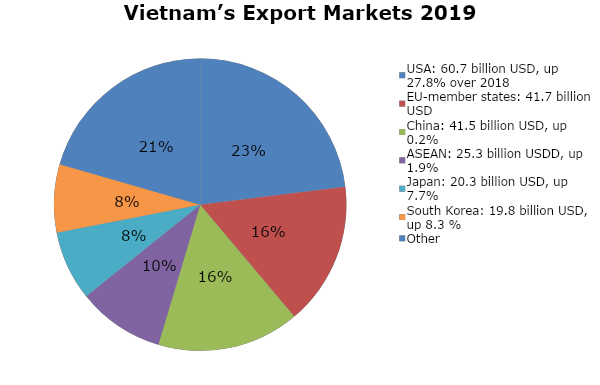 Vietnam’s Export Markets 2019
21%
23%
8%
16%
8%
10%
16%
USA: 60.7 billion USD, up
27.8% over 2018
EU-member states: 41.7 billion
USD
China: 41.5 billion USD, up
0.2%
ASEAN: 25.3 billion USDD, up
1.9%
Japan: 20.3 billion USD, up
7.7%
South Korea: 19.8 billion USD,
up 8.3 %
Other